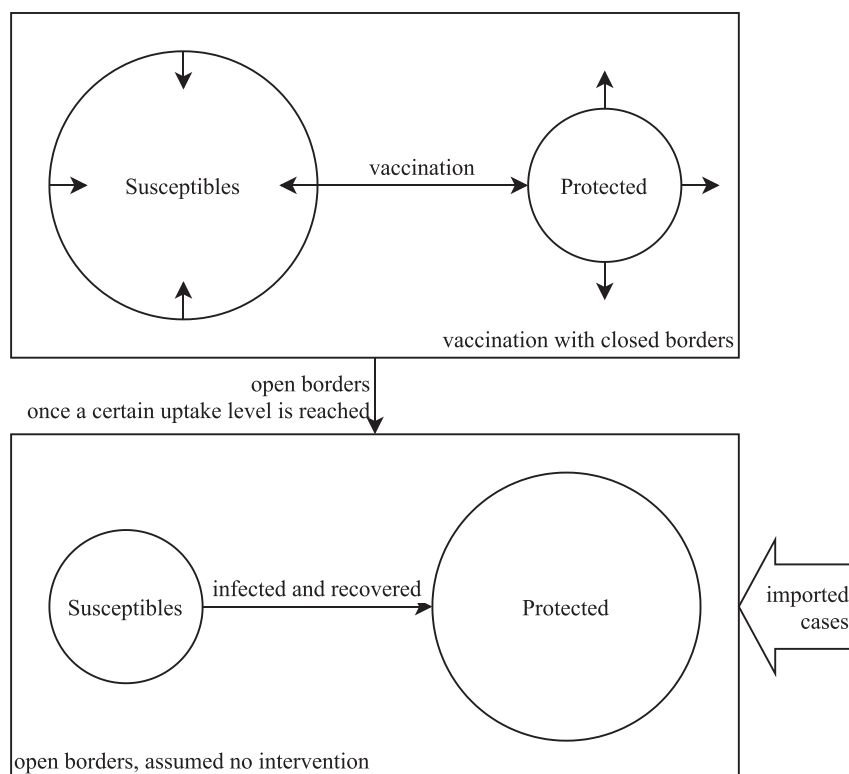 vaccination
Susceptibles
Protected
vaccination with closed borders
open borders
once a certain uptake level is reached
infected and recovered
Susceptibles
Protected
imported
cases
open borders, assumed no intervention